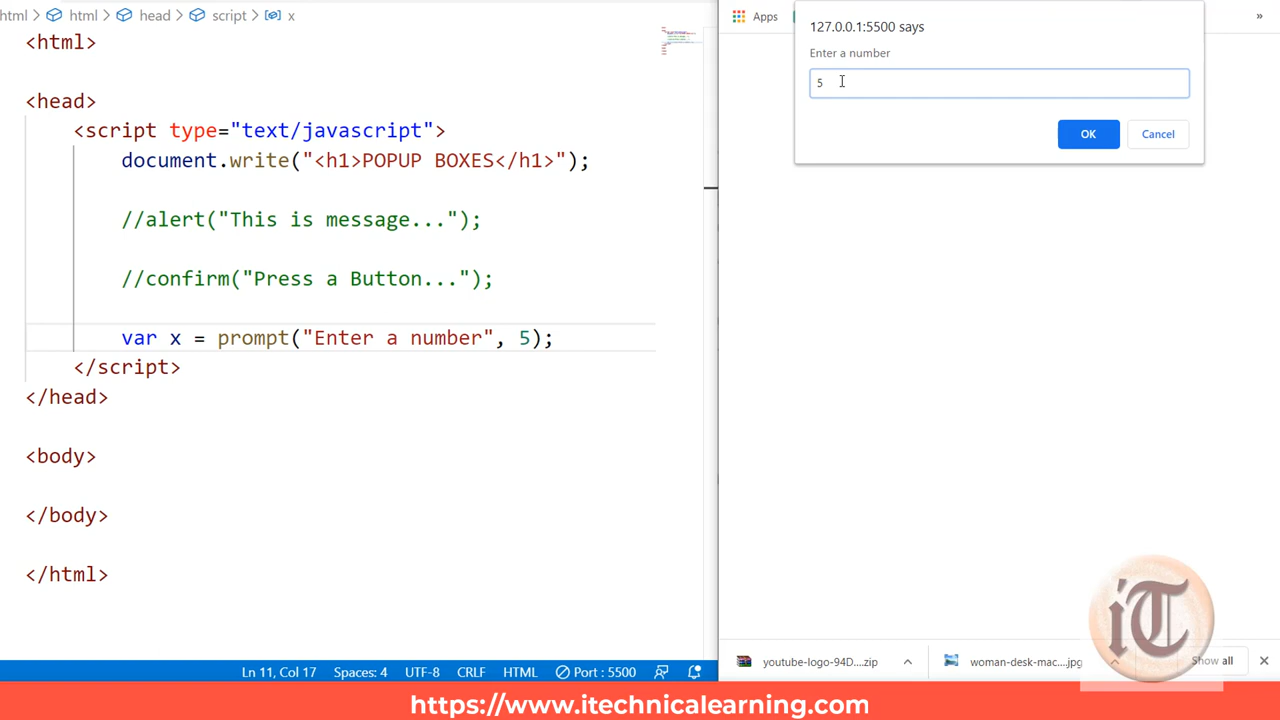 html > html > head > script > x
<html>
<head>
<script type="text/javascript">
document.write("<h1>POPUP BOXES</h1>");
//alert("This is message...");
//confirm("Press a Button...");
var x = prompt("Enter a number", 5);
</script>
</head>
<body>
</body>
</html>
Ln 11, Col 17 Spaces: 4 UTF-8 CRLF HTML Port : 5500
Apps »
127.0.0.1:5500 says
Enter a number
5
OK Cancel
iT
youtube-logo-94D....zip woman-desk-mac....jpg Show all
https://www.itechnicalearning.com